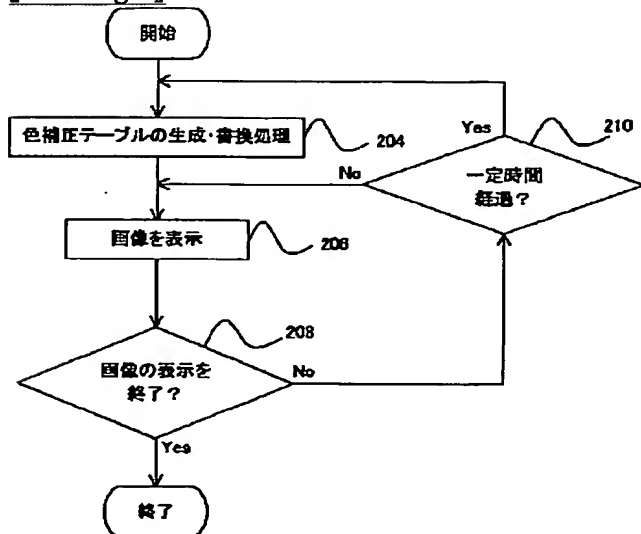 開始
色補正テーブルの生成・書換処理
204
Yes
210
No
一定時間
経過?
画像を表示
206
208
画像の表示を
終了?
No
Yes
終了